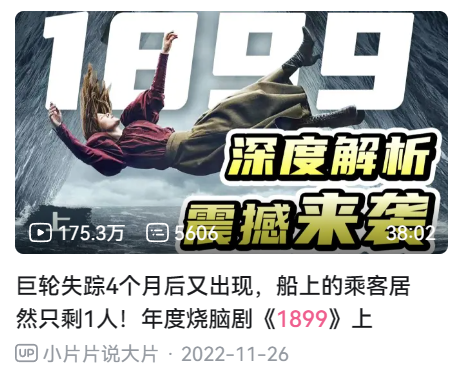 1899
深度解析
震撼来袭
上
175.3万 5606 38:02
巨轮失踪4个月后又出现，船上的乘客居
然只剩1人！年度烧脑剧《1899》上
UP 小片片说大片 · 2022-11-26